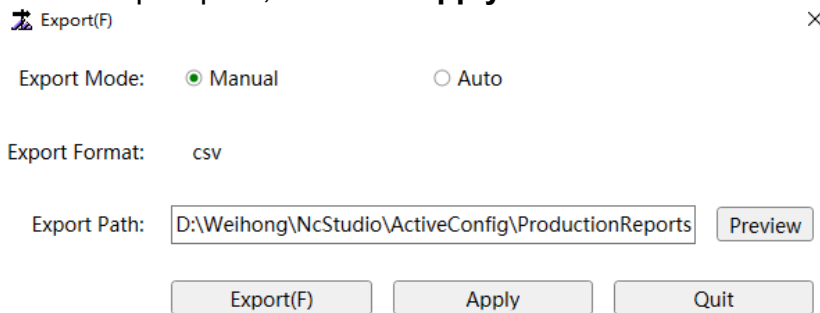 Export(F)
Export Mode: Manual Auto
Export Format: csv
Export Path: D:\Weihong\NcStudio\ActiveConfig\ProductionReports Preview
Export(F) Apply Quit